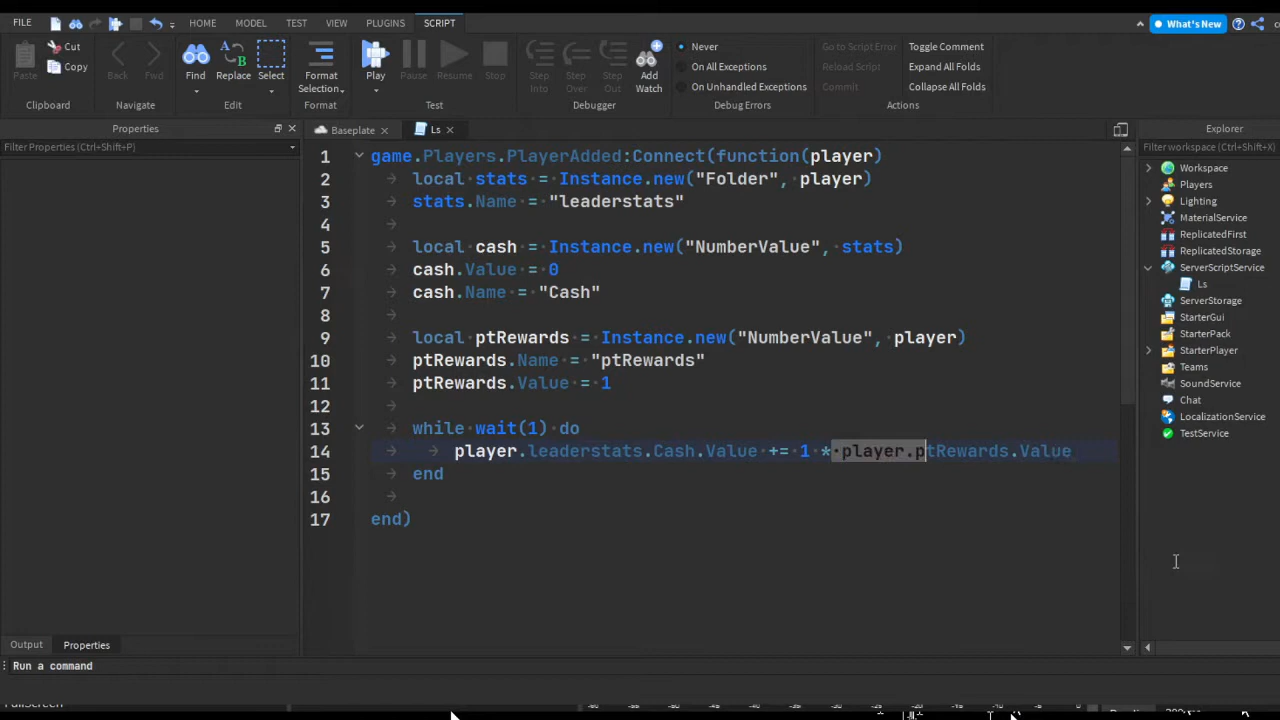 FILE HOME MODEL TEST VIEW PLUGINS SCRIPT What's New
Paste Cut Copy Back Fwd Find Replace Select Format Selection Play Pause Resume Stop Step Into Step Over Step Out Add Watch Never On All Exceptions On Unhandled Exceptions Go to Script Error Reload Script Commit Toggle Comment Expand All Folds Collapse All Folds
Clipboard Navigate Edit Format Test Debugger Debug Errors Actions
Properties Baseplate Ls Explorer
Filter Properties (Ctrl+Shift+P)
Filter workspace (Ctrl+Shift+X)
1 game.Players.PlayerAdded:Connect(function(player)
2 local stats = Instance.new("Folder", player)
3 stats.Name = "leaderstats"
4
5 local cash = Instance.new("NumberValue", stats)
6 cash.Value = 0
7 cash.Name = "Cash"
8
9 local ptRewards = Instance.new("NumberValue", player)
10 ptRewards.Name = "ptRewards"
11 ptRewards.Value = 1
12
13 while wait(1) do
14 player.leaderstats.Cash.Value += 1 * player.ptRewards.Value
15 end
16
17 end)
Workspace
Players
Lighting
MaterialService
ReplicatedFirst
ReplicatedStorage
ServerScriptService
Ls
ServerStorage
StarterGui
StarterPack
StarterPlayer
Teams
SoundService
Chat
LocalizationService
TestService
Output Properties
Run a command